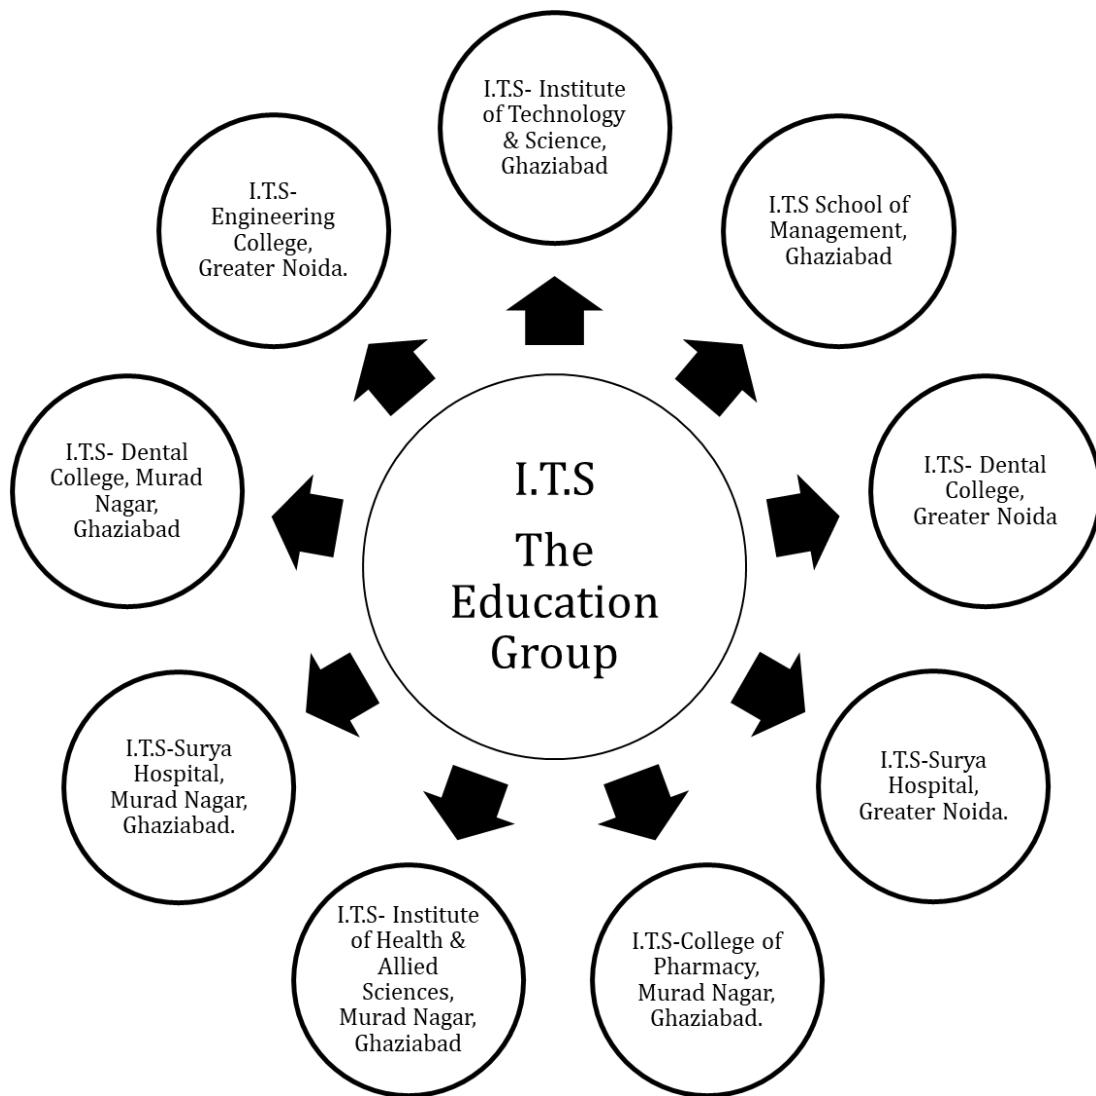 I.T.S- Institute
of Technology
& Science,
Ghaziabad
I.T.S School of
Management,
Ghaziabad
I.T.S- Dental
College,
Greater Noida
I.T.S-Surya
Hospital,
Greater Noida.
I.T.S-College of
Pharmacy,
Murad Nagar,
Ghaziabad.
I.T.S- Institute
of Health &
Allied
Sciences,
Murad Nagar,
Ghaziabad
I.T.S-Surya
Hospital,
Murad Nagar,
Ghaziabad.
I.T.S- Dental
College, Murad
Nagar,
Ghaziabad
I.T.S-
Engineering
College,
Greater Noida.
I.T.S
The
Education
Group